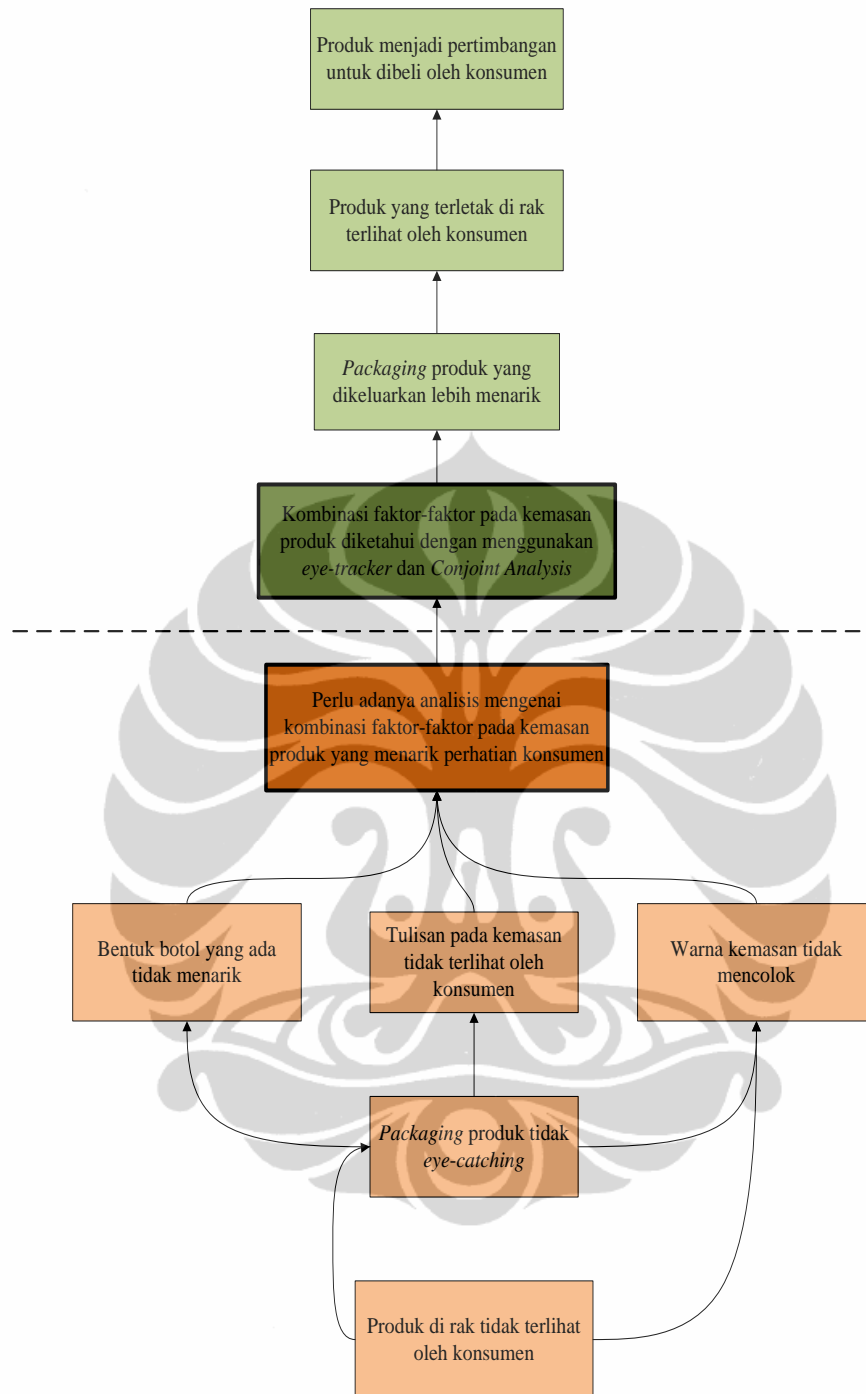 Produk menjadi pertimbangan
untuk dibeli oleh konsumen
Produk yang terletak di rak
terlihat oleh konsumen
Packaging produk yang
dikeluarkan lebih menarik
Kombinasi faktor-faktor pada kemasan
produk diketahui dengan menggunakan
eye-tracker dan Conjoint Analysis
Perlu adanya analisis mengenai
kombinasi faktor-faktor pada kemasan
produk yang menarik perhatian konsumen
Bentuk botol yang ada
tidak menarik
Tulisan pada kemasan
tidak terlihat oleh
konsumen
Warna kemasan tidak
mencolok
Packaging produk tidak
eye-catching
Produk di rak tidak terlihat
oleh konsumen